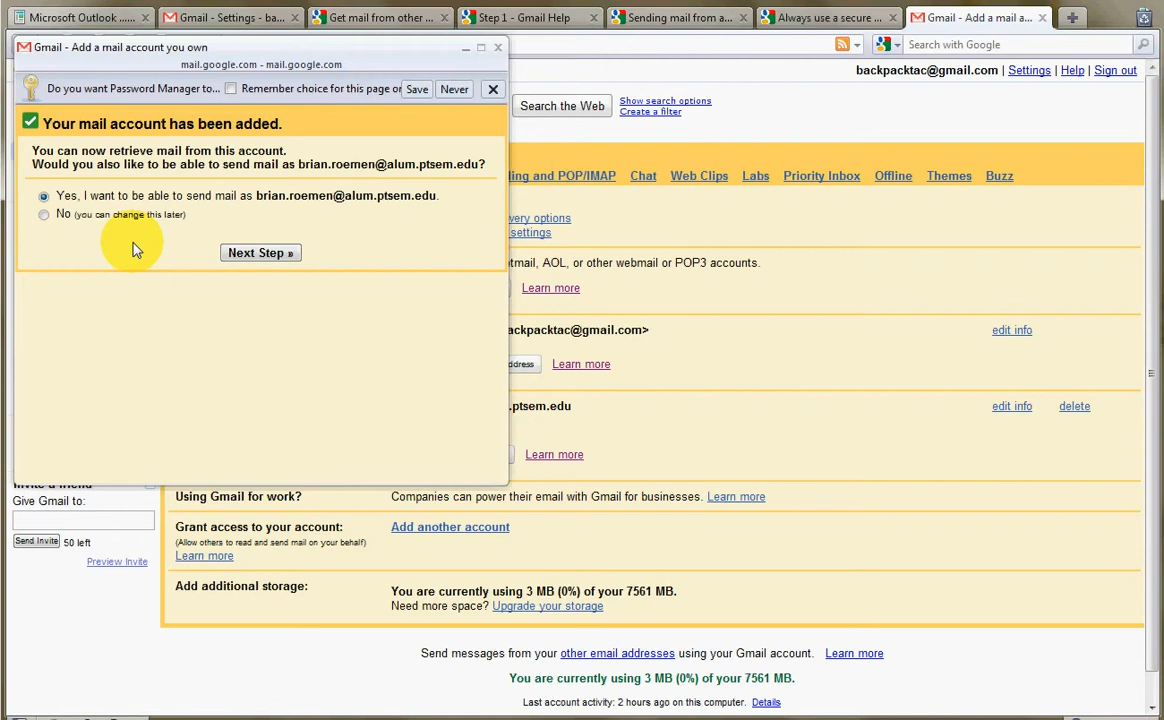 Microsoft Outlook ....
Gmail - Settings - ba...
Get mail from other ...
Step 1 - Gmail Help
Sending mail from a...
Always use a secure ...
Gmail - Add a mail a...
Gmail - Add a mail account you own
mail.google.com - mail.google.com
Search with Google
backpacktac@gmail.com | Settings | Help | Sign out
Do you want Password Manager to...
Remember choice for this page or
Save
Never
Search the Web
Show search options
Create a filter
Your mail account has been added.
You can now retrieve mail from this account.
Would you also like to be able to send mail as brian.roemen@alum.ptsem.edu?
ding and POP/IMAP Chat Web Clips Labs Priority Inbox Offline Themes Buzz
Yes, I want to be able to send mail as brian.roemen@alum.ptsem.edu.
No (you can change this later)
Next Step »
very options
settings
tmail, AOL, or other webmail or POP3 accounts.
Learn more
ackpacktac@gmail.com>
edit info
ddress
Learn more
.ptsem.edu
edit info
delete
Learn more
Invite a friend
Give Gmail to:
Send Invite
50 left
Preview Invite
Using Gmail for work?
Companies can power their email with Gmail for businesses. Learn more
Grant access to your account:
Add another account
(Allow others to read and send mail on your behalf)
Learn more
Add additional storage:
You are currently using 3 MB (0%) of your 7561 MB.
Need more space? Upgrade your storage
Send messages from your other email addresses using your Gmail account. Learn more
You are currently using 3 MB (0%) of your 7561 MB.
Last account activity: 2 hours ago on this computer. Details